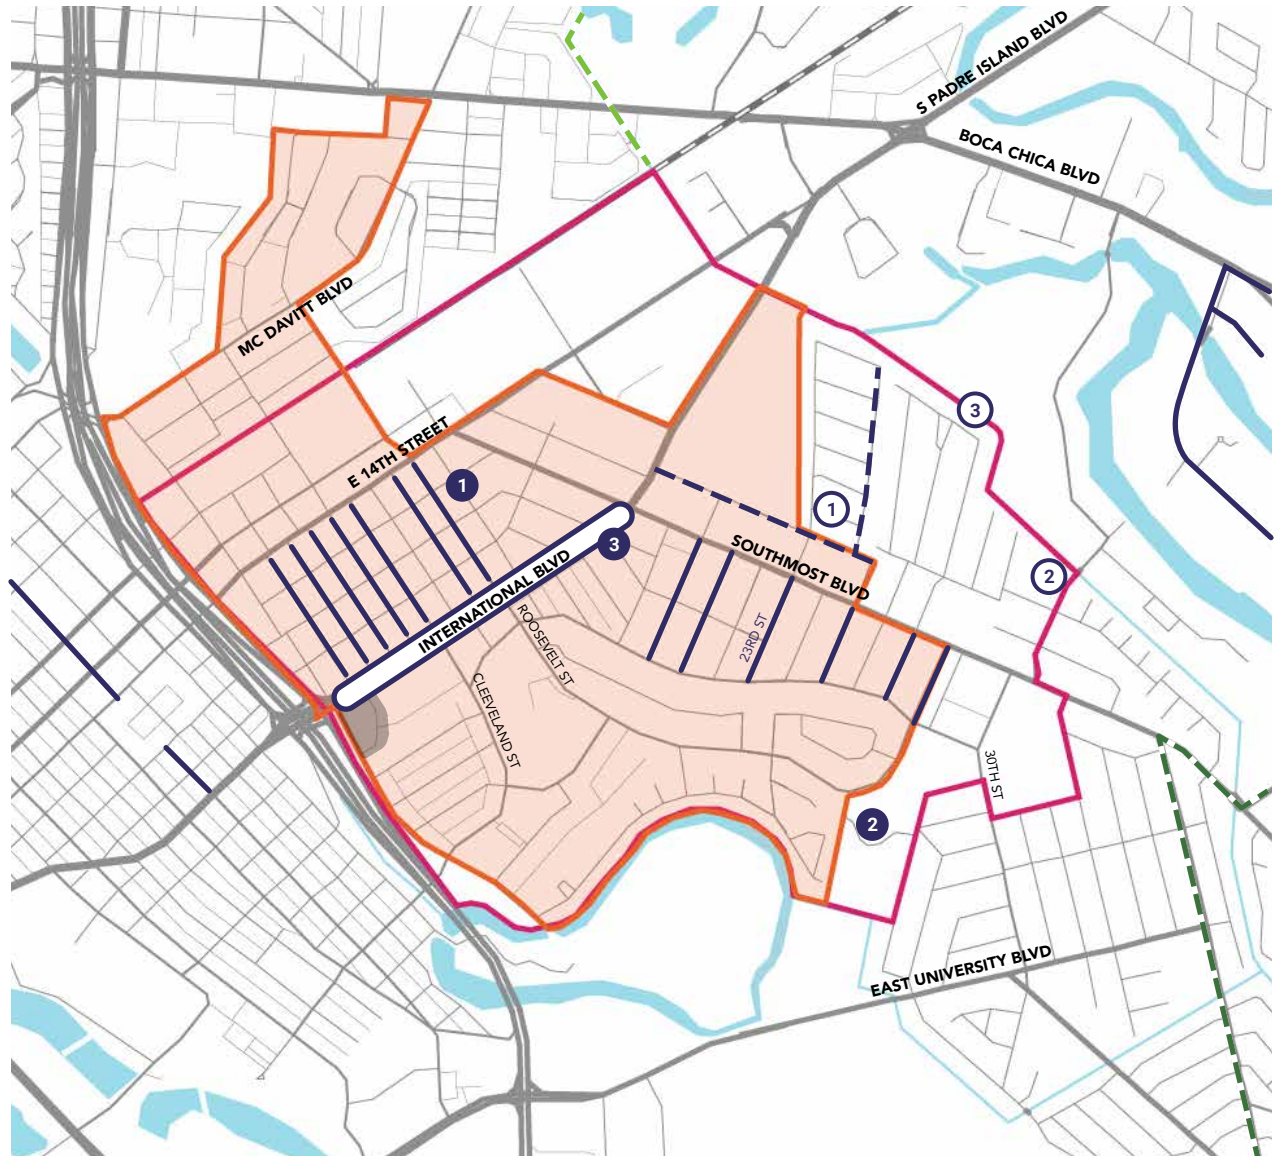 S PADRE ISLAND BLVD
BOCA CHICA BLVD
MC DAVITT BLVD
3
E 14TH STREET
1
1
3
SOUTHMOST BLVD
INTERNATIONAL BLVD
2
ROOSEVELT ST
23RD ST
CLEEVELAND ST
30TH ST
2
EAST UNIVERSITY BLVD